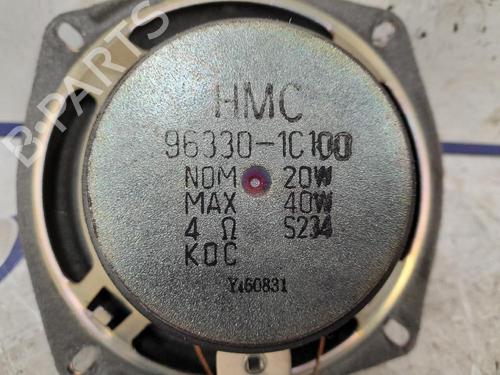 HMC
96330-1C100
NOM 20W
MAX 40W
4 Ω S234
KOC
Y460831
B-PARTS